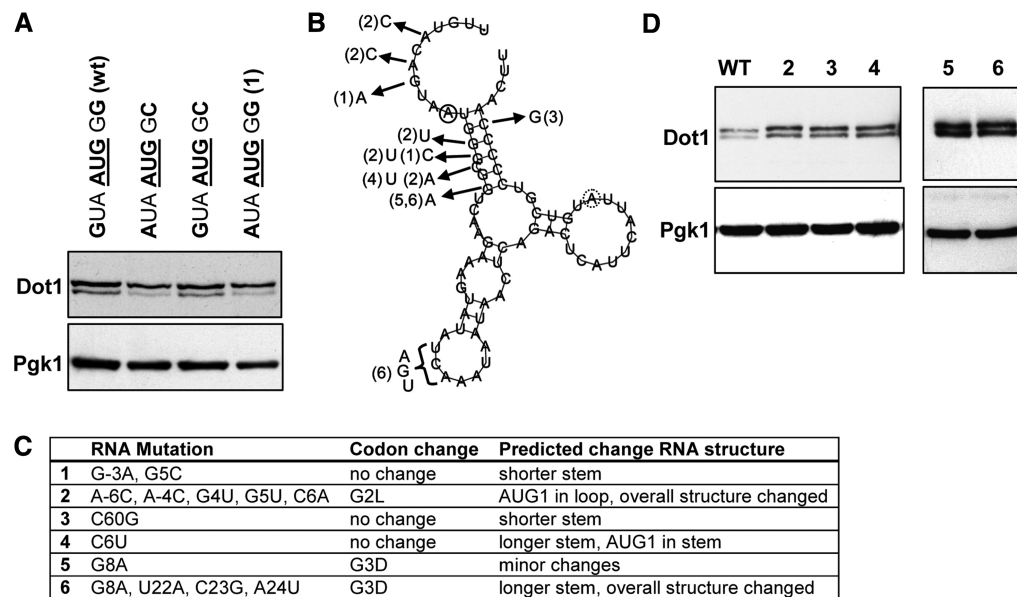 A
GUA AUG GG (wt)
AUA AUG GC
GUA AUG GC
AUA AUG GG (1)
Dot1
Pgk1
B
(2)C
(2)C
(1)A
G(3)
(2)U
(2)U(1)C
(4)U (2)A
(5,6)A
(6) A
G
U
D
WT 2 3 4 5 6
Dot1
Pgk1
C
RNA Mutation Codon change Predicted change RNA structure
1 G-3A, G5C no change shorter stem
2 A-6C, A-4C, G4U, G5U, C6A G2L AUG1 in loop, overall structure changed
3 C60G no change shorter stem
4 C6U no change longer stem, AUG1 in stem
5 G8A G3D minor changes
6 G8A, U22A, C23G, A24U G3D longer stem, overall structure changed